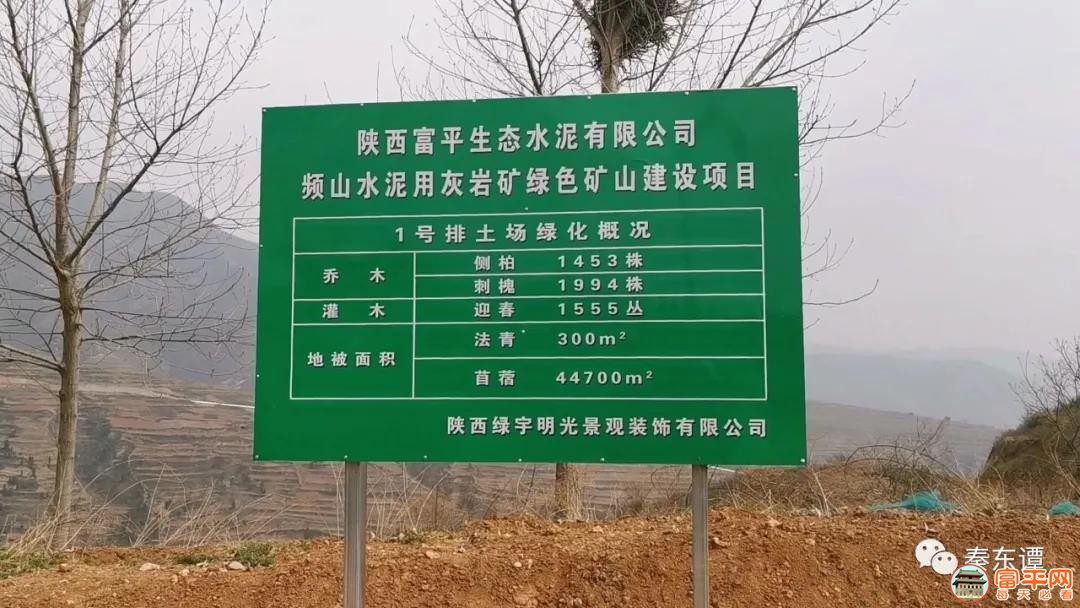 陕西富平生态水泥有限公司
频山水泥用灰岩矿绿色矿山建设项目
1号排土场绿化概况
乔木 侧柏 1453株
刺槐 1994株
灌木 迎春 1555丛
地被面积 法青 300m²
苜蓿 44700m²
陕西绿宇明光景观装饰有限公司
秦东谭
富平网
每天必看